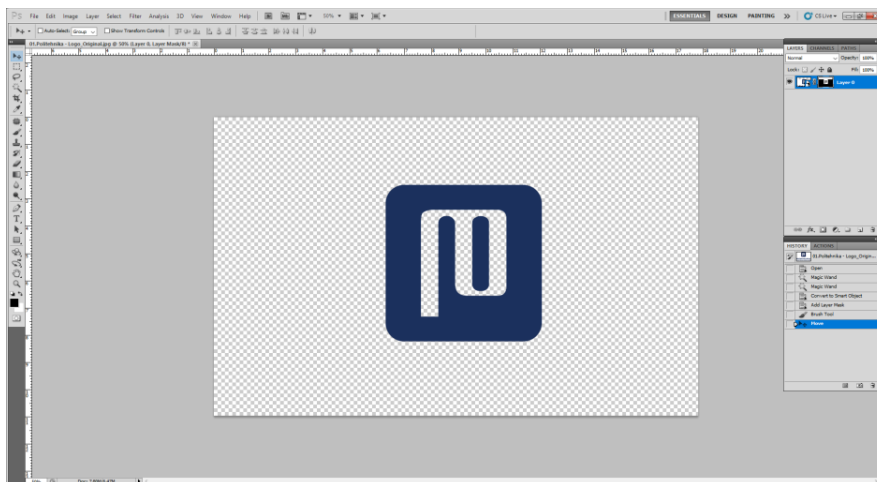 Ps File Edit Image Layer Select Filter Analysis 3D View Window Help 50% ESSENTIALS DESIGN PAINTING CS Live
Auto-Select: Group Show Transform Controls
01.Politehnika - Logo_Original.jpg @ 50% (Layer 0, Layer Mask/8) *
LAYERS CHANNELS PATHS
Normal Opacity: 100%
Lock: Fill: 100%
Layer 0
HISTORY ACTIONS
01.Politehnika - Logo_Origin...
Open
Magic Wand
Magic Wand
Convert to Smart Object
Add Layer Mask
Brush Tool
Move